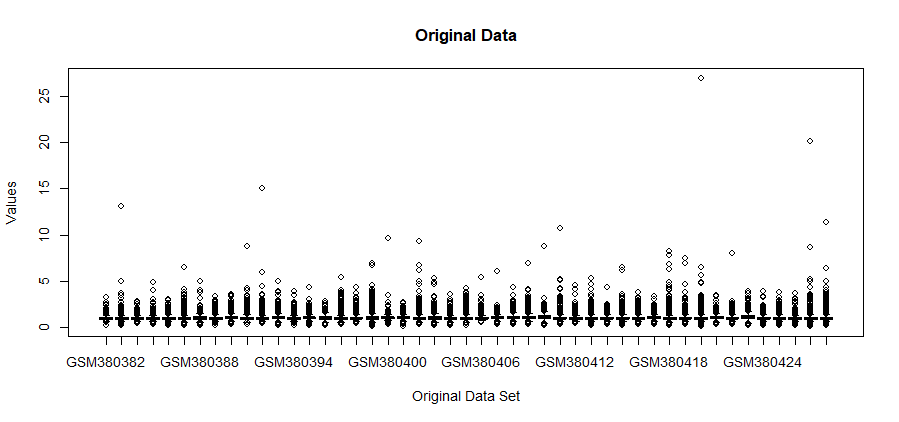 Original Data
Values
25
20
15
10
5
0
GSM380382 GSM380388 GSM380394 GSM380400 GSM380406 GSM380412 GSM380418 GSM380424
Original Data Set